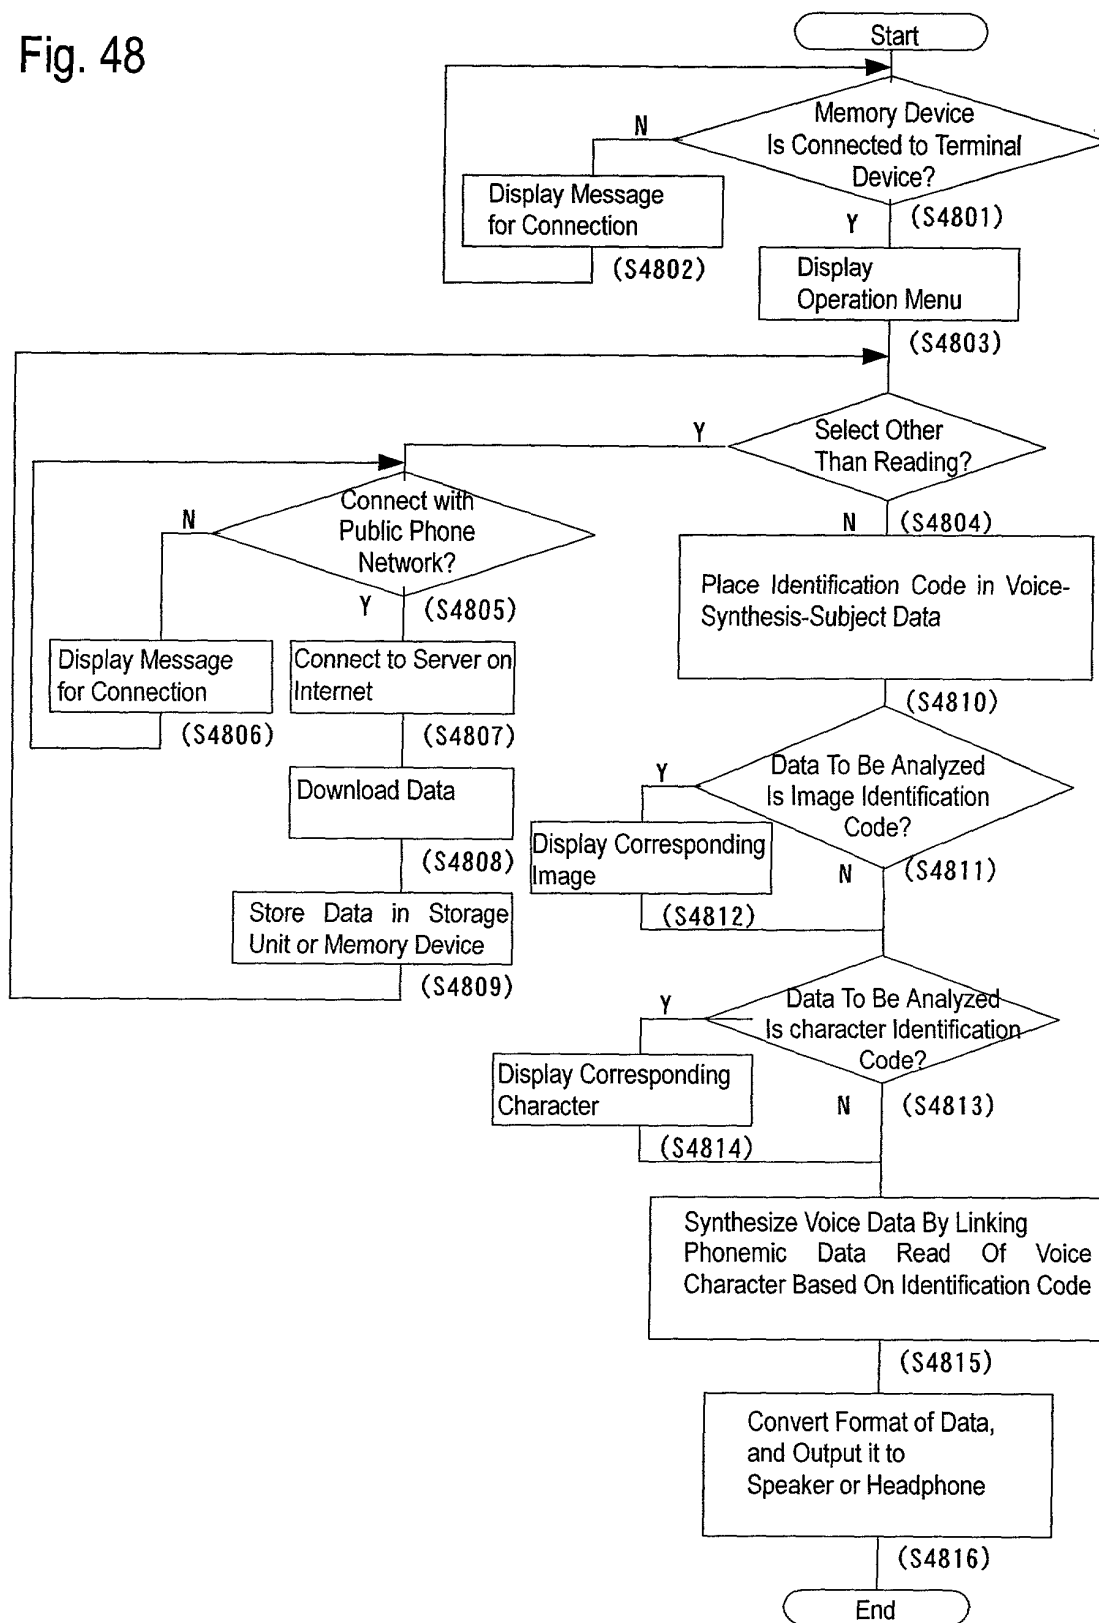 Fig. 48
Start
Memory Device
Is Connected to Terminal
Device?
N
Y
(S4801)
Display Message
for Connection
(S4802)
Display
Operation Menu
(S4803)
Select Other
Than Reading?
Y
N
(S4804)
Connect with
Public Phone
Network?
N
Y
(S4805)
Display Message
for Connection
(S4806)
Connect to Server on
Internet
(S4807)
Download Data
(S4808)
Store Data in Storage
Unit or Memory Device
(S4809)
Place Identification Code in Voice-
Synthesis-Subject Data
(S4810)
Data To Be Analyzed
Is Image Identification
Code?
Y
N
(S4811)
Display Corresponding
Image
(S4812)
Data To Be Analyzed
Is character Identification
Code?
Y
N
(S4813)
Display Corresponding
Character
(S4814)
Synthesize Voice Data By Linking
Phonemic Data Read Of Voice
Character Based On Identification Code
(S4815)
Convert Format of Data,
and Output it to
Speaker or Headphone
(S4816)
End